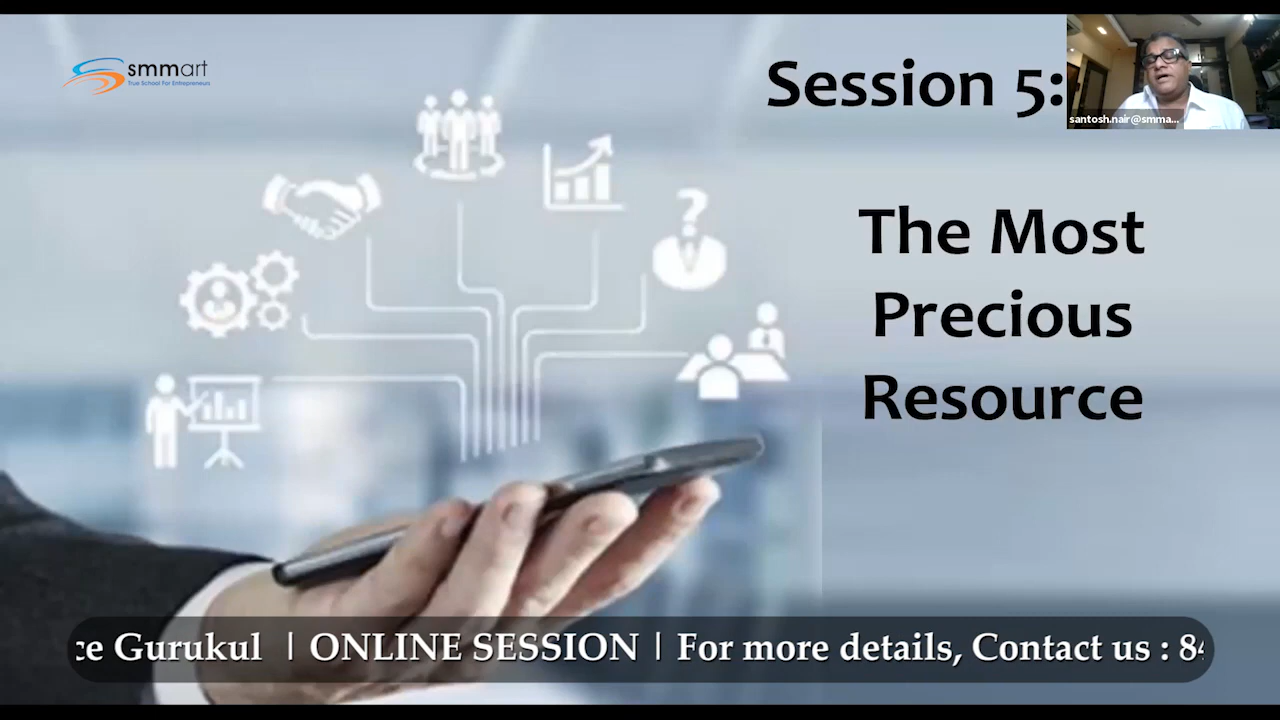 smmart
True School For Entrepreneurs
Session 5:
santosh.nair@smma...
The Most
Precious
Resource
Gurukul | ONLINE SESSION | For more details, Contact us : 84